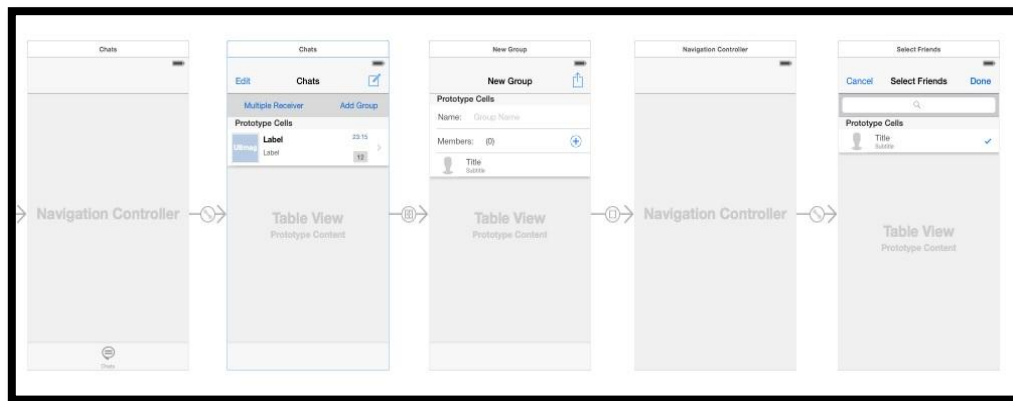 Chats
Navigation Controller
Chats
Chats
Edit Chats
Multiple Receiver Add Group
Prototype Cells
UIImag
Label
23:15
Label
12
Table View
Prototype Content
New Group
New Group
Prototype Cells
Name: Group Name
Members: (0)
Title
Subtitle
Table View
Prototype Content
Navigation Controller
Navigation Controller
Select Friends
Cancel Select Friends Done
Prototype Cells
Title
Subtitle
Table View
Prototype Content